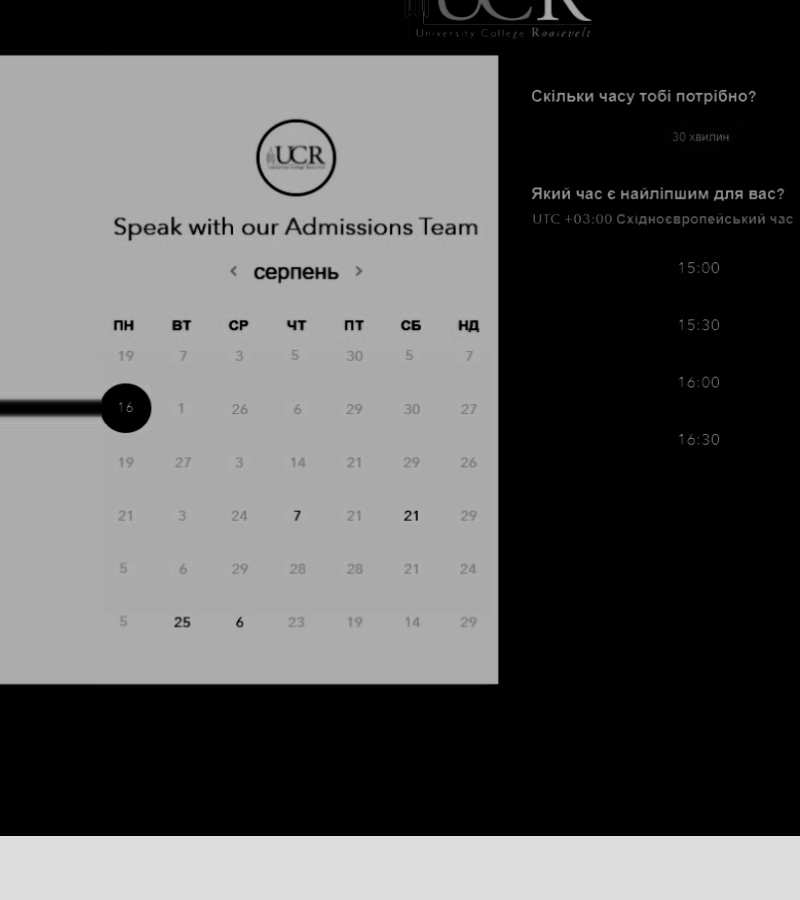 UCR
University College Roosevelt
UCR
Speak with our Admissions Team
< серпень >
ПН ВТ СР ЧТ ПТ СБ НД
19 7 3 5 30 5 7
16 1 26 6 29 30 27
19 27 3 14 21 29 26
21 3 24 7 21 21 29
5 6 29 28 28 21 24
5 25 6 23 19 14 29
Скільки часу тобі потрібно?
30 хвилин
Який час є найліпшим для вас?
UTC +03:00 Східноєвропейський час
15:00
15:30
16:00
16:30